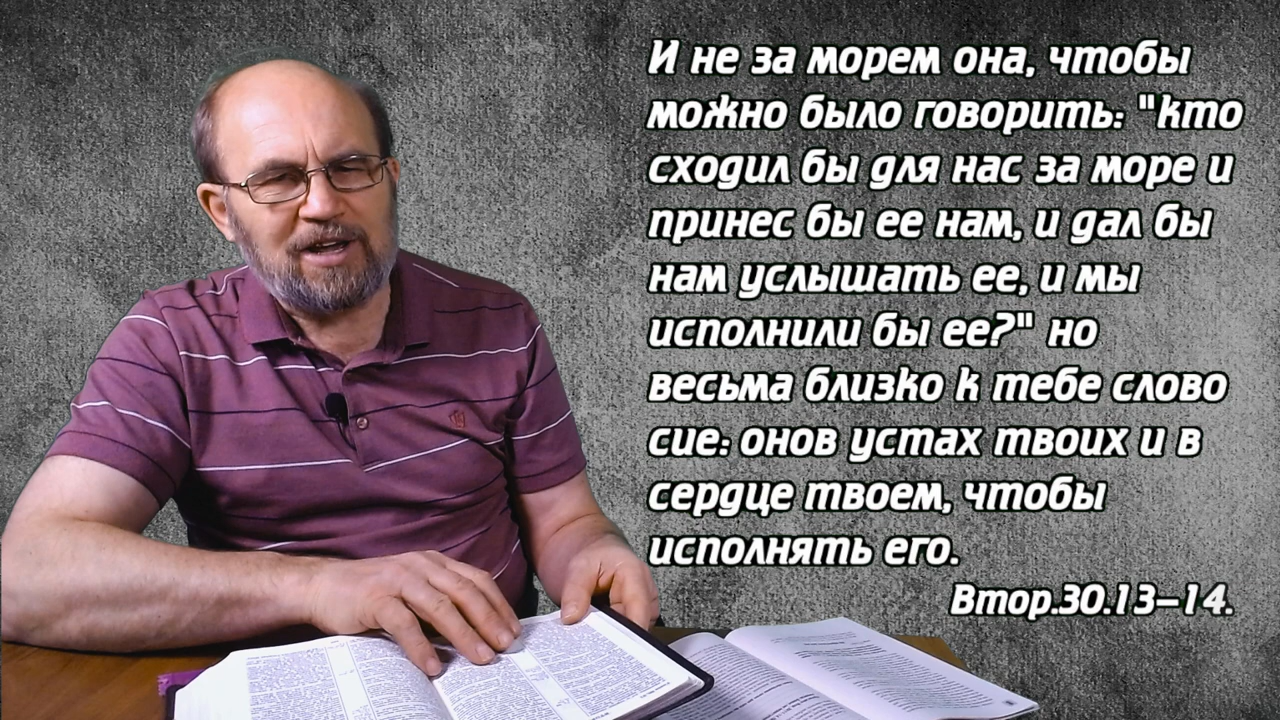 И не за морем она, чтобы
можно было говорить: "кто
сходил бы для нас за море и
принес бы ее нам, и дал бы
нам услышать ее, и мы
исполнили бы ее?" но
весьма близко к тебе слово
сие: онов устах твоих и в
сердце твоем, чтобы
исполнять его.
Втор.30.13–14.